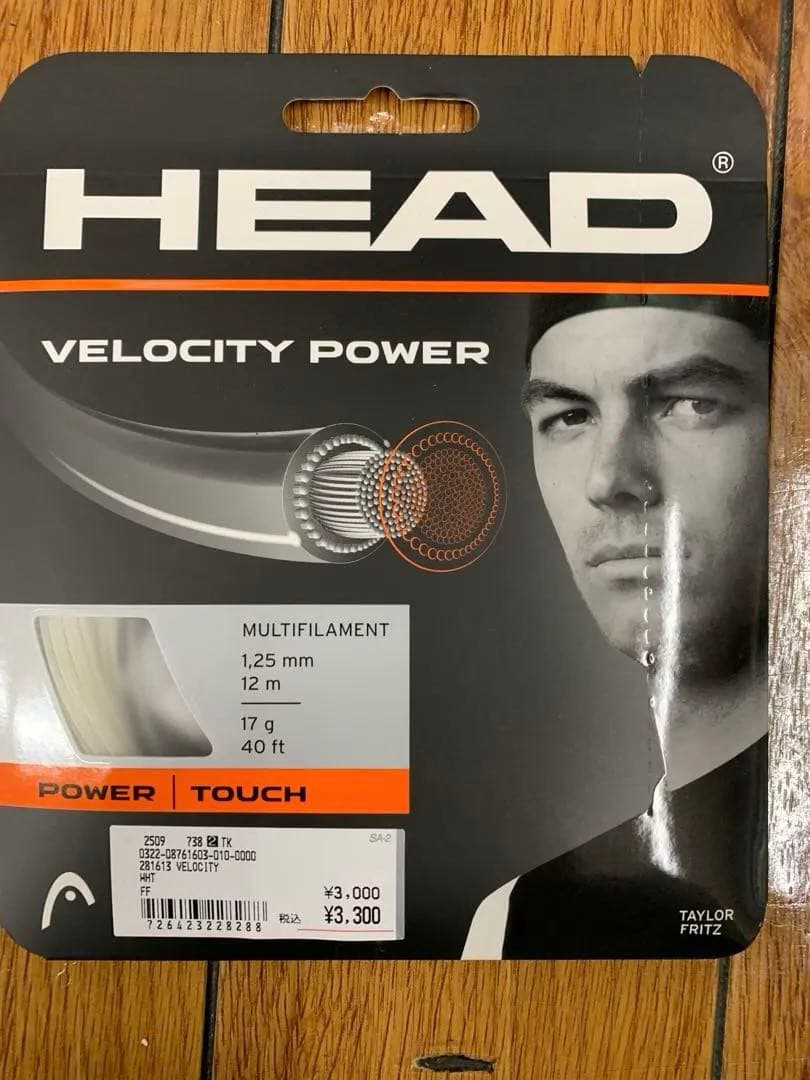 HEAD®
VELOCITY POWER
MULTIFILAMENT
1,25 mm
12 m
17 g
40 ft
POWER | TOUCH
2509 738 2 TK
SA-2
0322-08761603-010-0000
281613 VELOCITY
WHT
FF
¥3,000
税込 ¥3,300
726423228288
TAYLOR
FRITZ